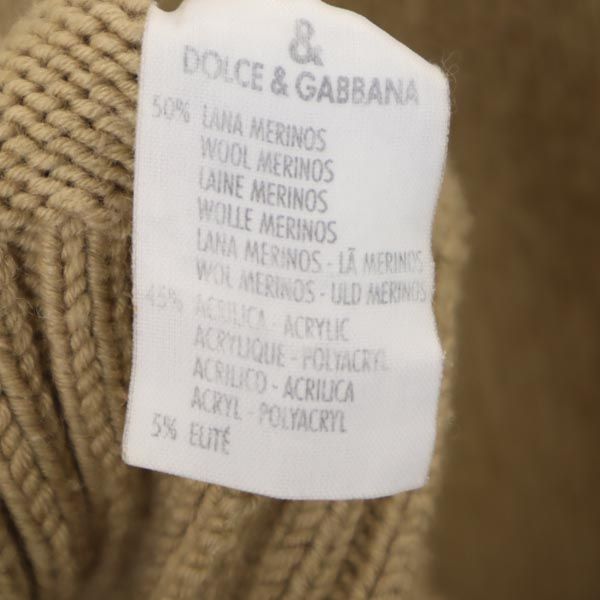 &
DOLCE & GABBANA
50% LANA MERINOS
WOOL MERINOS
LAINE MERINOS
WOLLE MERINOS
LANA MERINOS - LÃ MERINOS
WOL MERINOS - ULD MERINOS
45% ACRILICA - ACRYLIC
ACRYLIQUE - POLYACRYL
ACRILICO - ACRILICA
ACRYL - POLYACRYL
5% ELITÉ